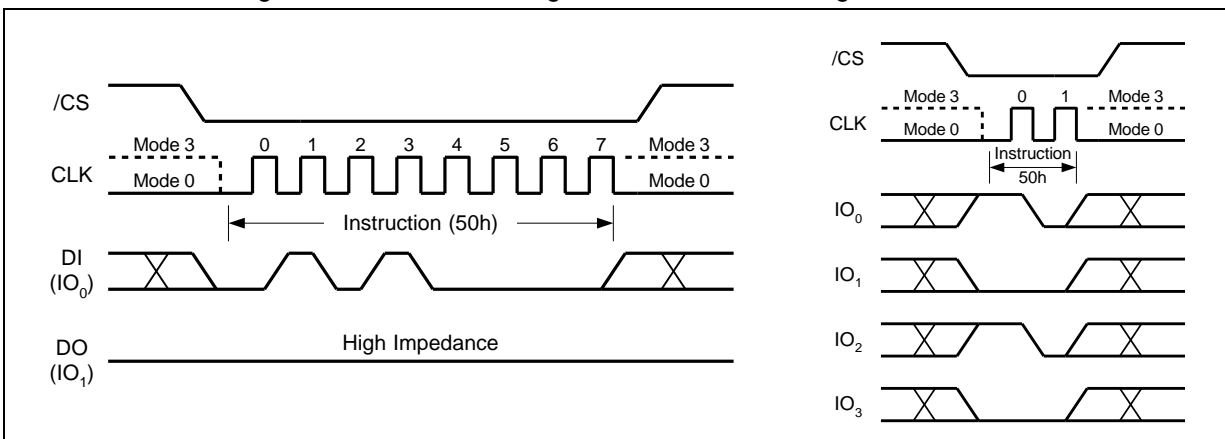 /CS
Mode 3 0 1 2 3 4 5 6 7 Mode 3
CLK
Mode 0 Mode 0
Instruction (50h)
DI
(IO0)
High Impedance
DO
(IO1)
/CS
Mode 3 0 1 Mode 3
CLK
Mode 0 Mode 0
Instruction
50h
IO0
IO1
IO2
IO3